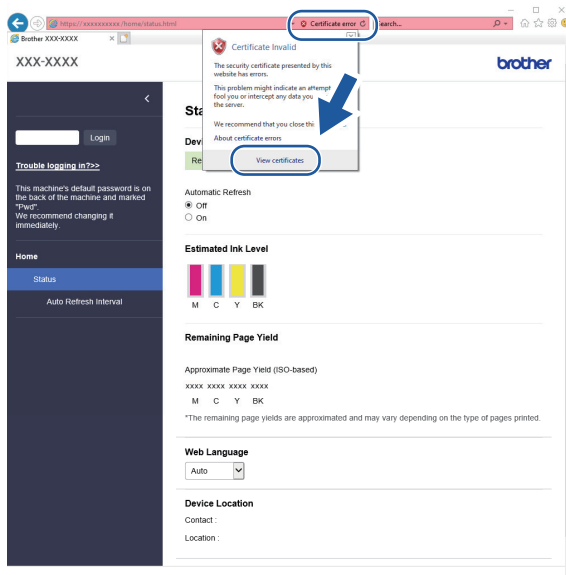 https://xxxxxxxxxx/home/status.html
Certificate error
Search...
Brother XXX-XXXX
XXX-XXXX
brother
Certificate Invalid
The security certificate presented by this
website has errors.
This problem might indicate an attempt
fool you or intercept any data you
the server.
We recommend that you close thi
About certificate errors
View certificates
Login
Trouble logging in?>>
This machine's default password is on
the back of the machine and marked
"Pwd".
We recommend changing it
immediately.
Home
Status
Auto Refresh Interval
Sta
Devi
Re
Automatic Refresh
Off
On
Estimated Ink Level
M C Y BK
Remaining Page Yield
Approximate Page Yield (ISO-based)
xxxx xxxx xxxx xxxx
M C Y BK
*The remaining page yields are approximated and may vary depending on the type of pages printed.
Web Language
Auto
Device Location
Contact :
Location :